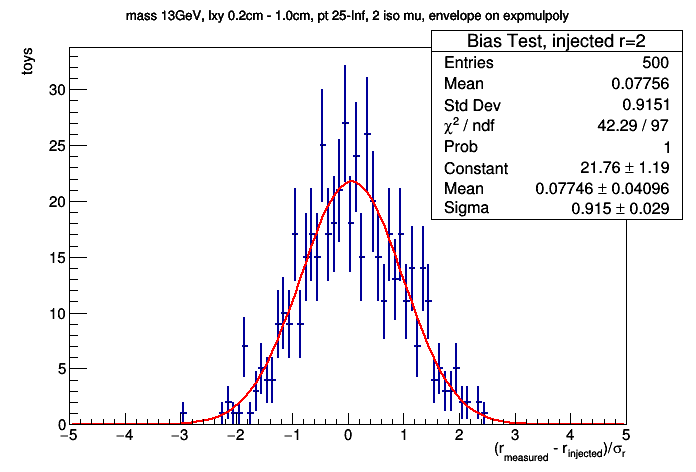 mass 13GeV, lxy 0.2cm - 1.0cm, pt 25-Inf, 2 iso mu, envelope on expmulpoly
toys
Bias Test, injected r=2
Entries 500
Mean 0.07756
Std Dev 0.9151
χ² / ndf 42.29 / 97
Prob 1
Constant 21.76 ± 1.19
Mean 0.07746 ± 0.04096
Sigma 0.915 ± 0.029
30
25
20
15
10
5
0
−5 −4 −3 −2 −1 0 1 2 3 4 5
(r_measured - r_injected)/σ_r